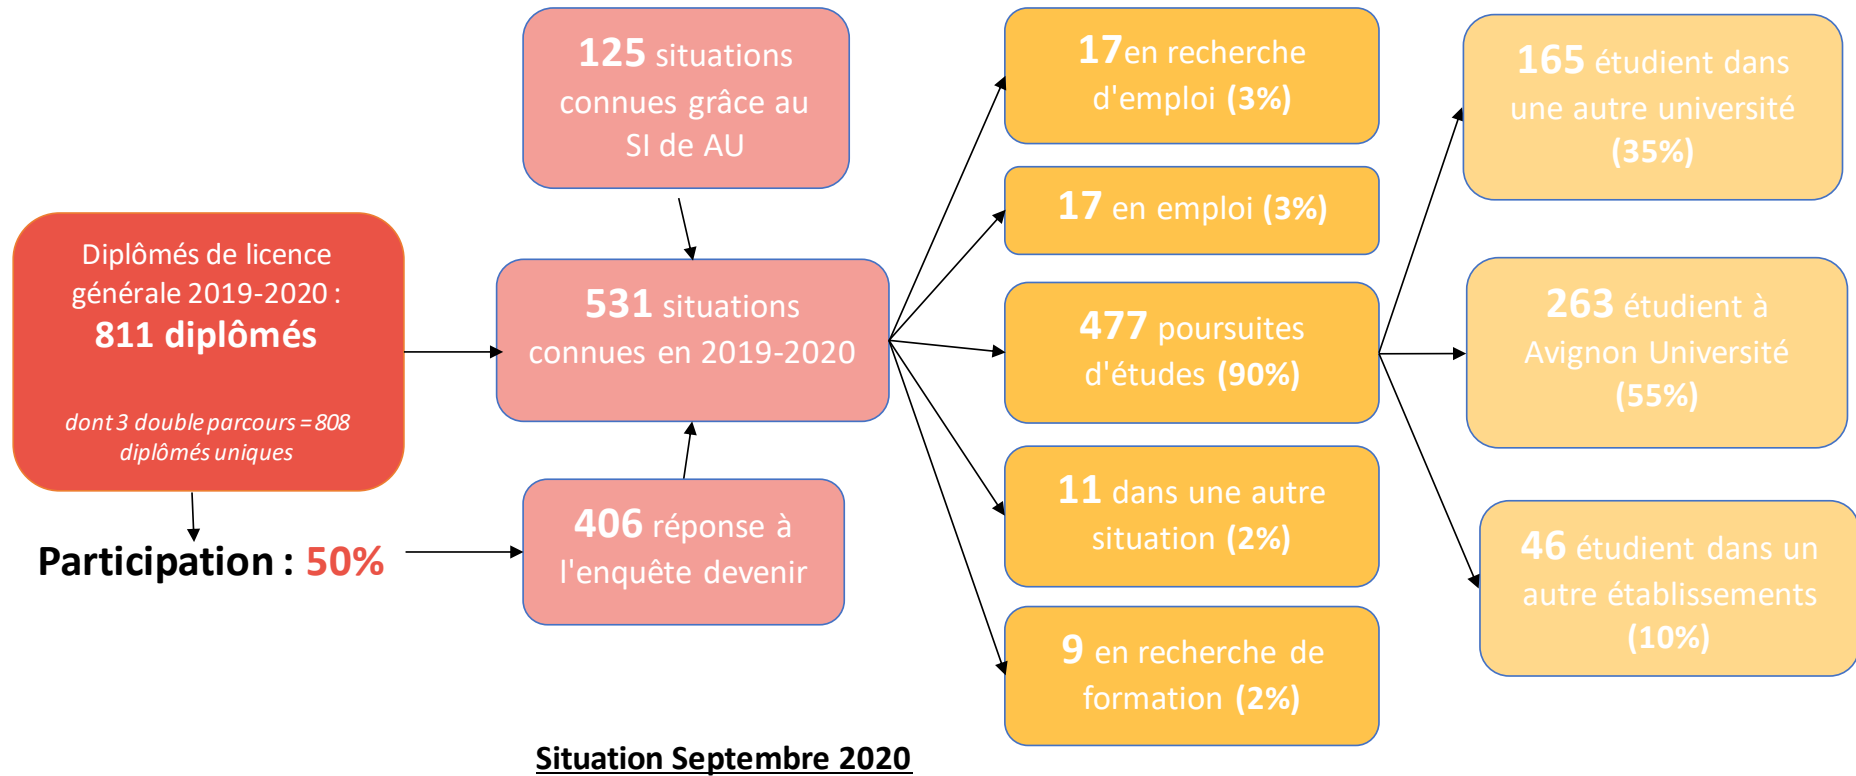 Diplômés de licence
générale 2019-2020 :
811 diplômés
dont 3 double parcours = 808
diplômés uniques
Participation : 50%
125 situations
connues grâce au
SI de AU
531 situations
connues en 2019-2020
406 réponse à
l'enquête devenir
17en recherche
d'emploi (3%)
17 en emploi (3%)
477 poursuites
d'études (90%)
11 dans une autre
situation (2%)
9 en recherche de
formation (2%)
165 étudient dans
une autre université
(35%)
263 étudient à
Avignon Université
(55%)
46 étudient dans un
autre établissements
(10%)
Situation Septembre 2020